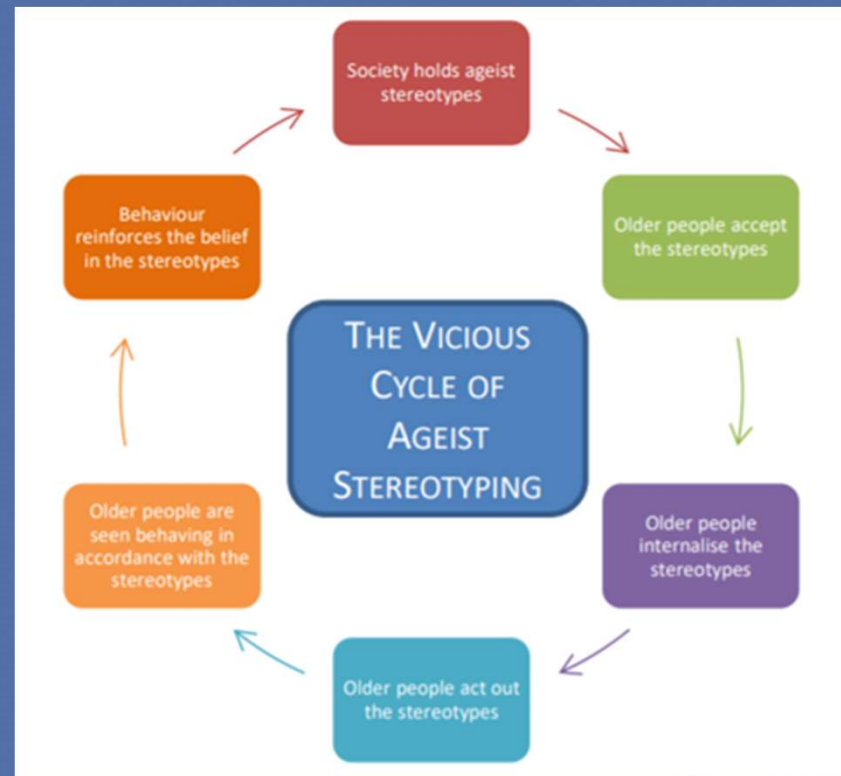 Society holds ageist
stereotypes
Older people accept
the stereotypes
Older people
internalise the
stereotypes
Older people act out
the stereotypes
Older people are
seen behaving in
accordance with the
stereotypes
Behaviour
reinforces the belief
in the stereotypes
THE VICIOUS
CYCLE OF
AGEIST
STEREOTYPING